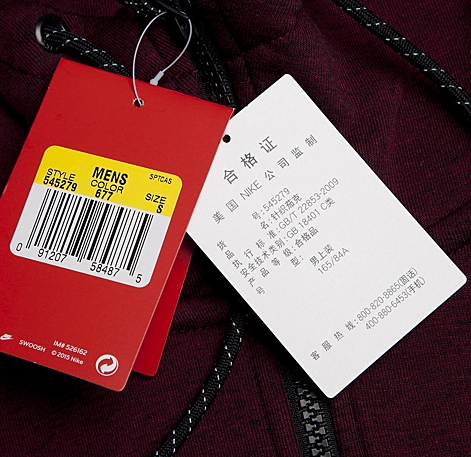 MENS
SPTCAS
STYLE
COLOR
SIZE
545279
677
S
0 91207 58487 5
SWOOSH
IM# 526162
© 2015 Nike
合格证
美国 NIKE 公司监制
货号: 545279
品名: 针织茄克
执行标准: GB/T 22853-2009
安全技术类别: GB 18401 C类
产品等级: 合格品
号型: 男上装
165/84A
客服热线: 800-820-8865(固话)
400-880-6453(手机)